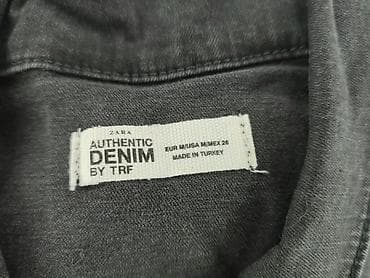 ZARA
AUTHENTIC
DENIM
BY TRF
EUR M/USA M/MEX 28
MADE IN TURKEY